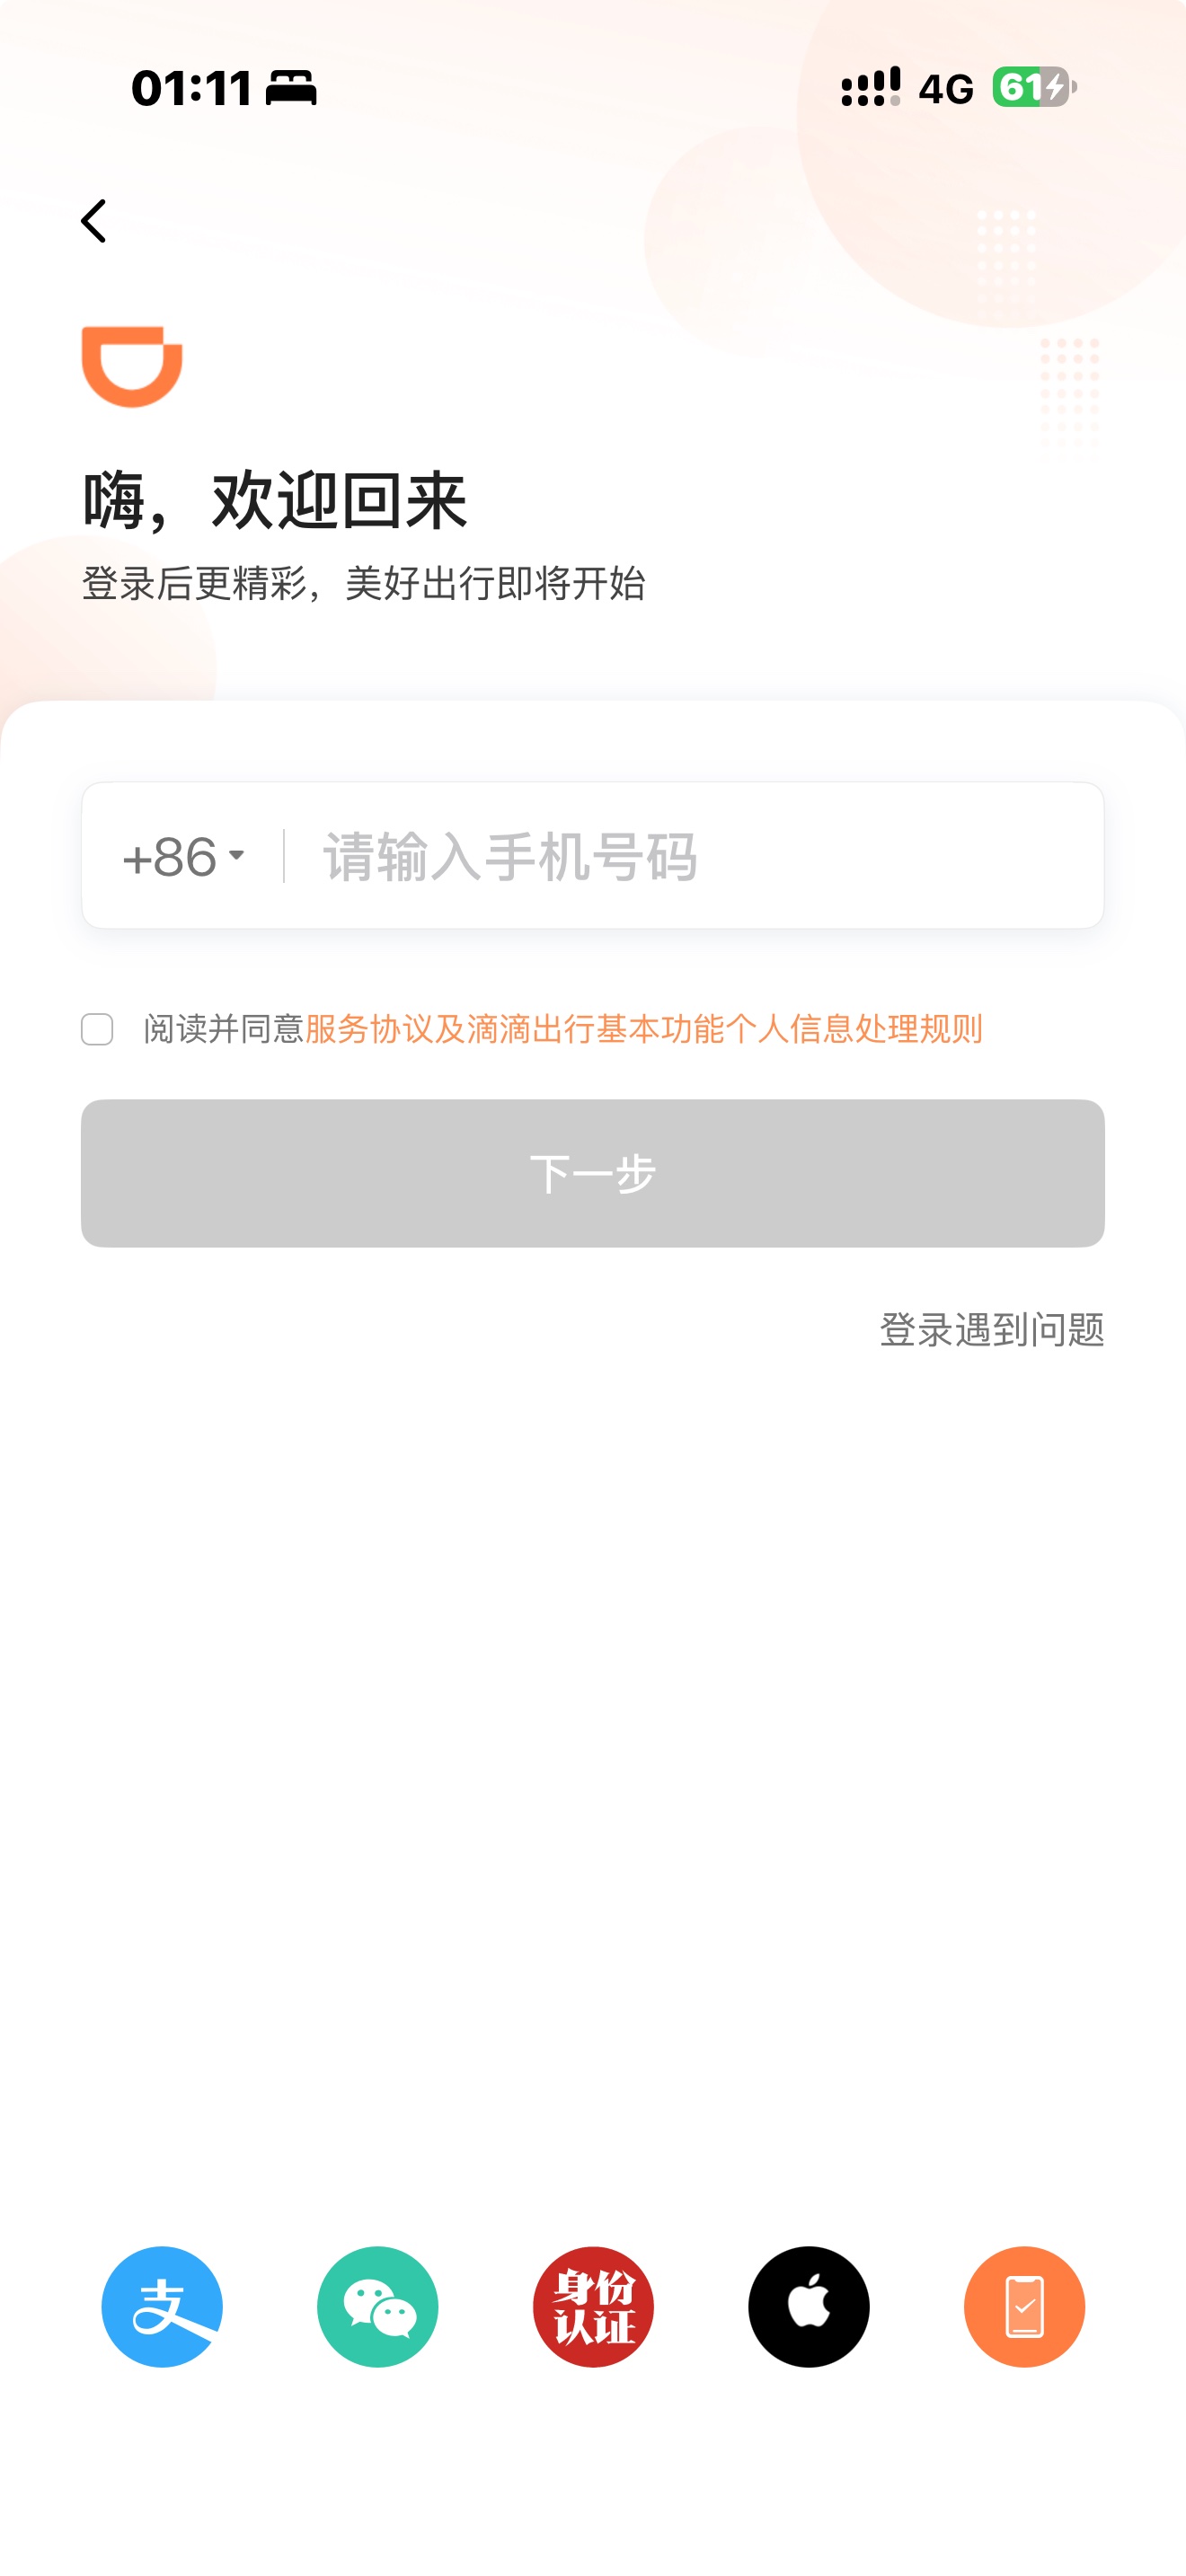 01:11
4G
61
嗨，欢迎回来
登录后更精彩，美好出行即将开始
+86
请输入手机号码
阅读并同意服务协议及滴滴出行基本功能个人信息处理规则
下一步
登录遇到问题
支
身份
认证